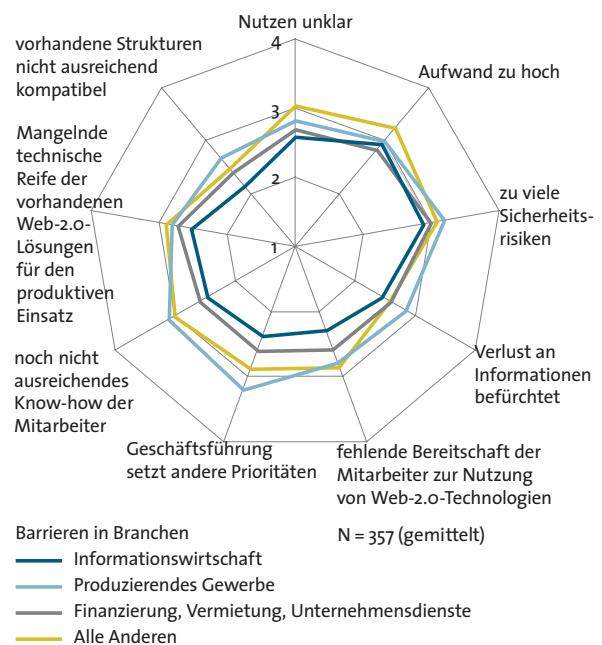 Nutzen unklar
4
vorhandene Strukturen
nicht ausreichend
kompatibel
Aufwand zu hoch
3
Mangelnde
technische
Reife der
vorhandenen
Web-2.0-
Lösungen
für den
produktiven
Einsatz
2
zu viele
Sicherheits-
risiken
1
noch nicht
ausreichendes
Know-how der
Mitarbeiter
Verlust an
Informationen
befürchtet
Geschäftsführung
setzt andere Prioritäten
fehlende Bereitschaft der
Mitarbeiter zur Nutzung
von Web-2.0-Technologien
Barrieren in Branchen
N = 357 (gemittelt)
Informationswirtschaft
Produzierendes Gewerbe
Finanzierung, Vermietung, Unternehmensdienste
Alle Anderen